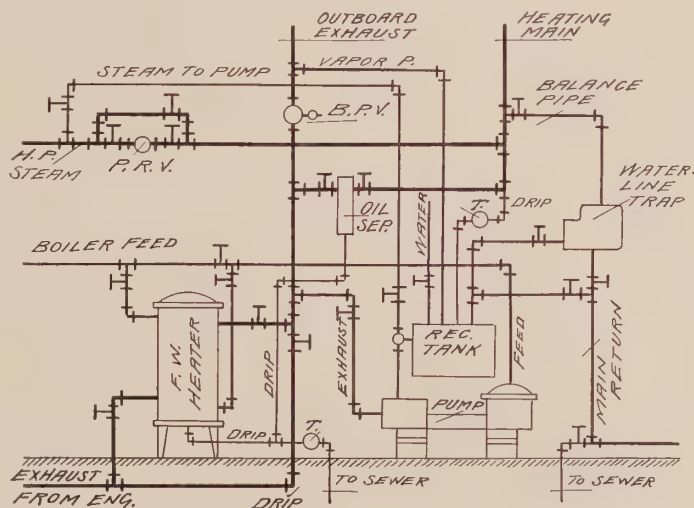 OUTBOARD
EXHAUST
HEATING
MAIN
VAPOR P.
STEAM TO PUMP
BALANCE
PIPE
B.P.V.
H.P.
STEAM
P.R.V.
WATER-
LINE
TRAP
T.
DRIP
OIL
SEP.
WATER
BOILER FEED
F.W.
HEATER
DRIP
EXHAUST
REC.
TANK
FEED
MAIN
RETURN
PUMP
DRIP
T.
EXHAUST
FROM ENG.
DRIP
TO SEWER
TO SEWER